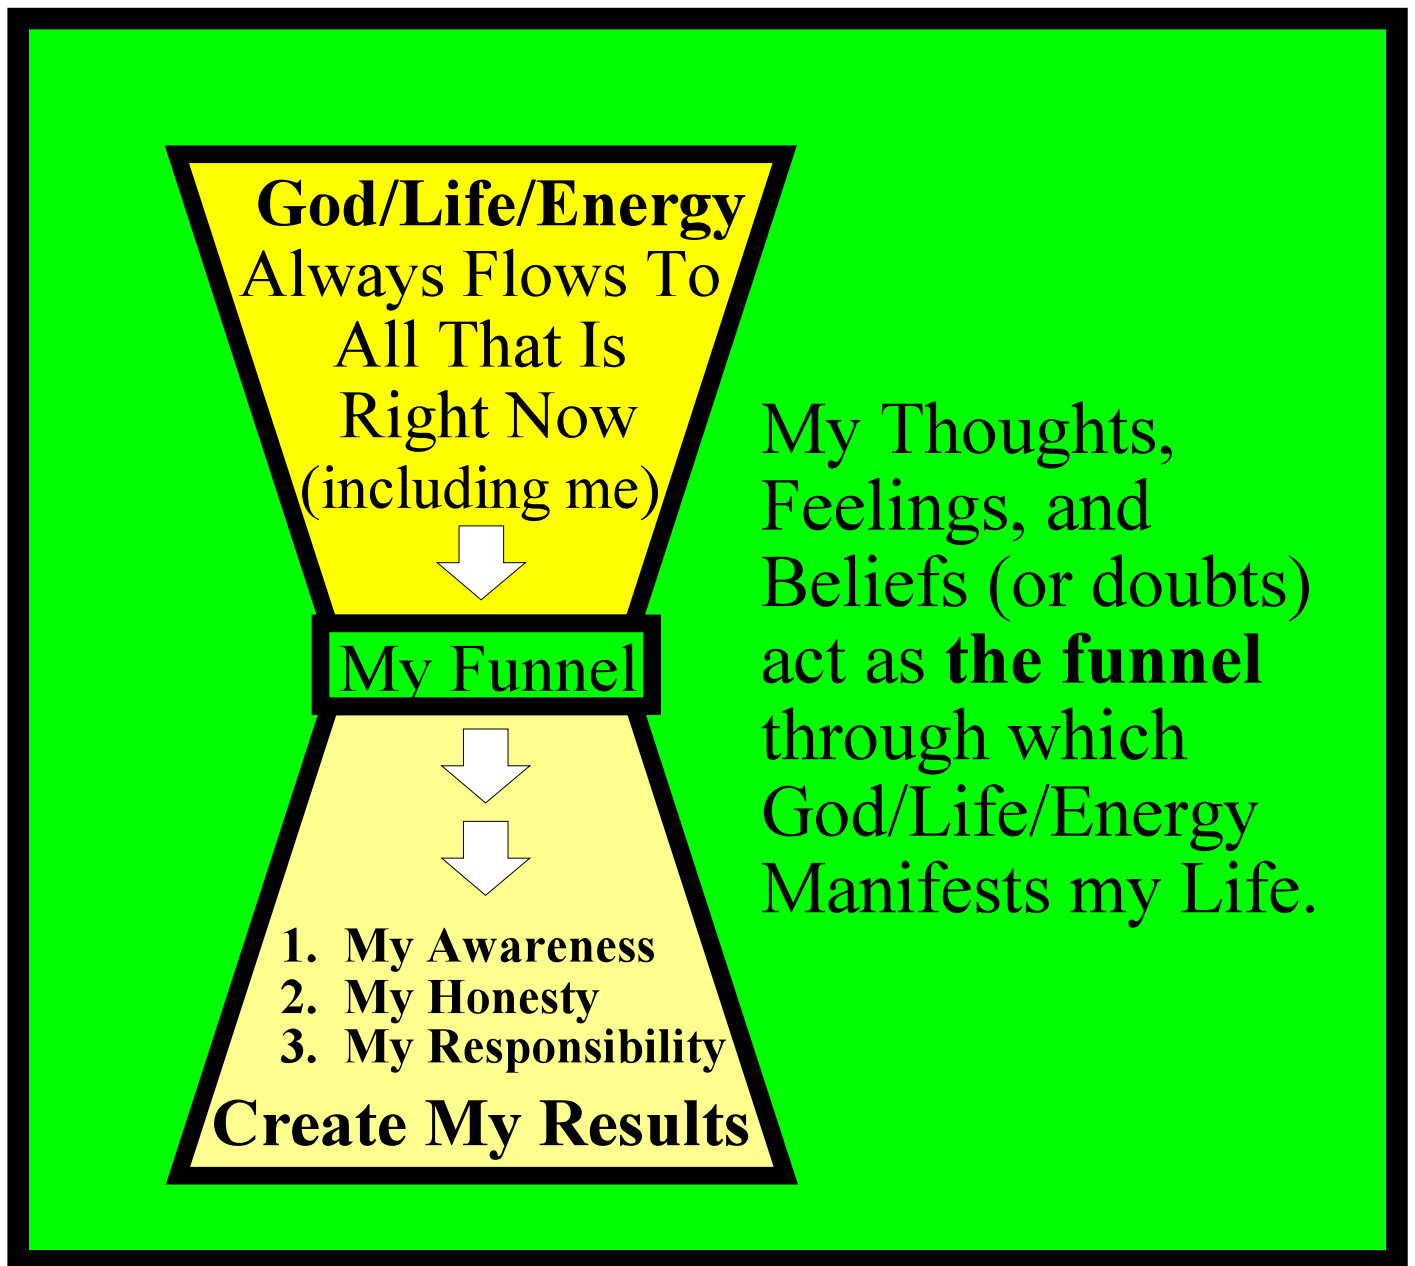 God/Life/Energy
Always Flows To
All That Is
Right Now
(including me)
My Funnel
1. My Awareness
2. My Honesty
3. My Responsibility
Create My Results
My Thoughts,
Feelings, and
Beliefs (or doubts)
act as the funnel
through which
God/Life/Energy
Manifests my Life.